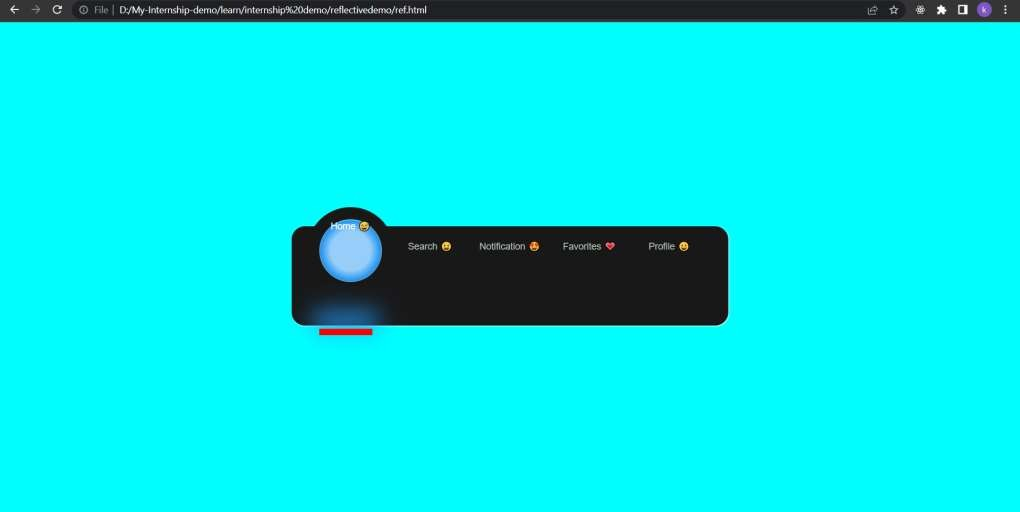 File D:/My-Internship-demo/learn/internship%20demo/reflectivedemo/ref.html
k
Home 😅
Search 😀 Notification 🤩 Favorites 💖 Profile 😀